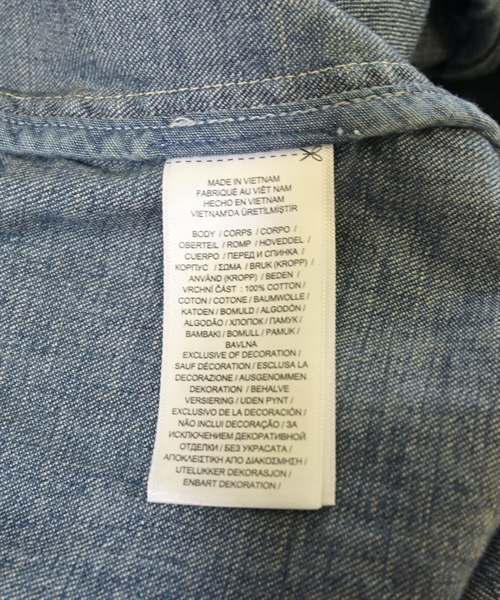 MADE IN VIETNAM
FABRIQUÉ AU VIÊT NAM
HECHO EN VIETNAM
VIETNAM'DA ÜRETİLMİŞTİR
BODY / CORPS / CORPO /
OBERTEIL / ROMP / HOVEDDEL /
CUERPO / ПЕРЕД И СПИНКА /
КОРПУС / ΣΩΜΑ / BRUK (KROPP) /
ANVÄND (KROPP) / BEDEN /
VRCHNÍ ČÁST : 100% COTTON /
COTON / COTONE / BAUMWOLLE /
KATOEN / BOMULD / ALGODÓN /
ALGODÃO / ХЛОПОК / ПАМУК /
ΒΑΜΒΑΚΙ / BOMULL / PAMUK /
BAVLNA
EXCLUSIVE OF DECORATION /
SAUF DÉCORATION / ESCLUSA LA
DECORAZIONE / AUSGENOMMEN
DEKORATION / BEHALVE
VERSIERING / UDEN PYNT /
EXCLUSIVO DE LA DECORACIÓN /
NÃO INCLUI DECORAÇÃO / ЗА
ИСКЛЮЧЕНИЕМ ДЕКОРАТИВНОЙ
ОТДЕЛКИ / БЕЗ УКРАСАТА /
ΑΠΟΚΛΕΙΣΤΙΚΗ ΑΠΟ ΔΙΑΚΟΣΜΗΣΗ /
UTELUKKER DEKORASJON /
ENBART DEKORATION /